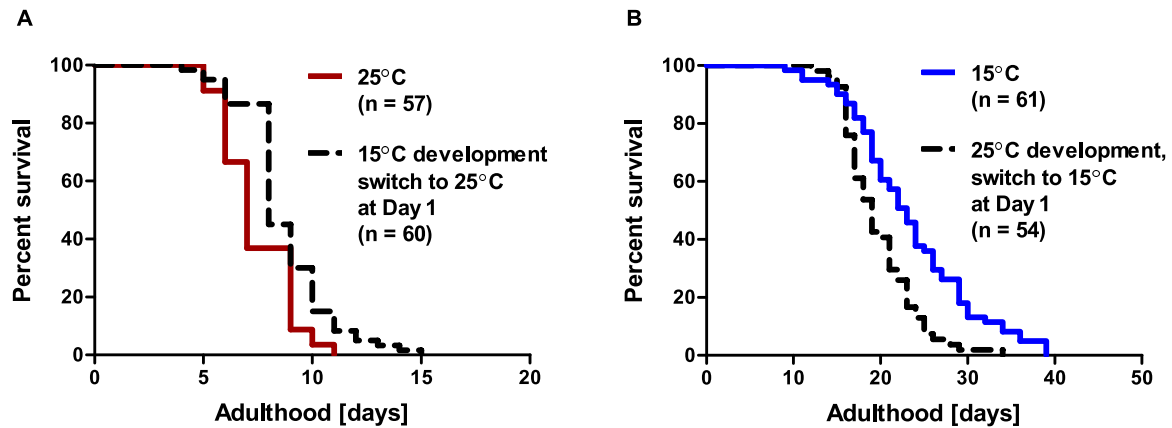 A
100
80
60
40
20
0
0 5 10 15 20
Percent survival
Adulthood [days]
25°C
(n = 57)
15°C development
switch to 25°C
at Day 1
(n = 60)
B
100
80
60
40
20
0
0 10 20 30 40 50
Percent survival
Adulthood [days]
15°C
(n = 61)
25°C development,
switch to 15°C
at Day 1
(n = 54)